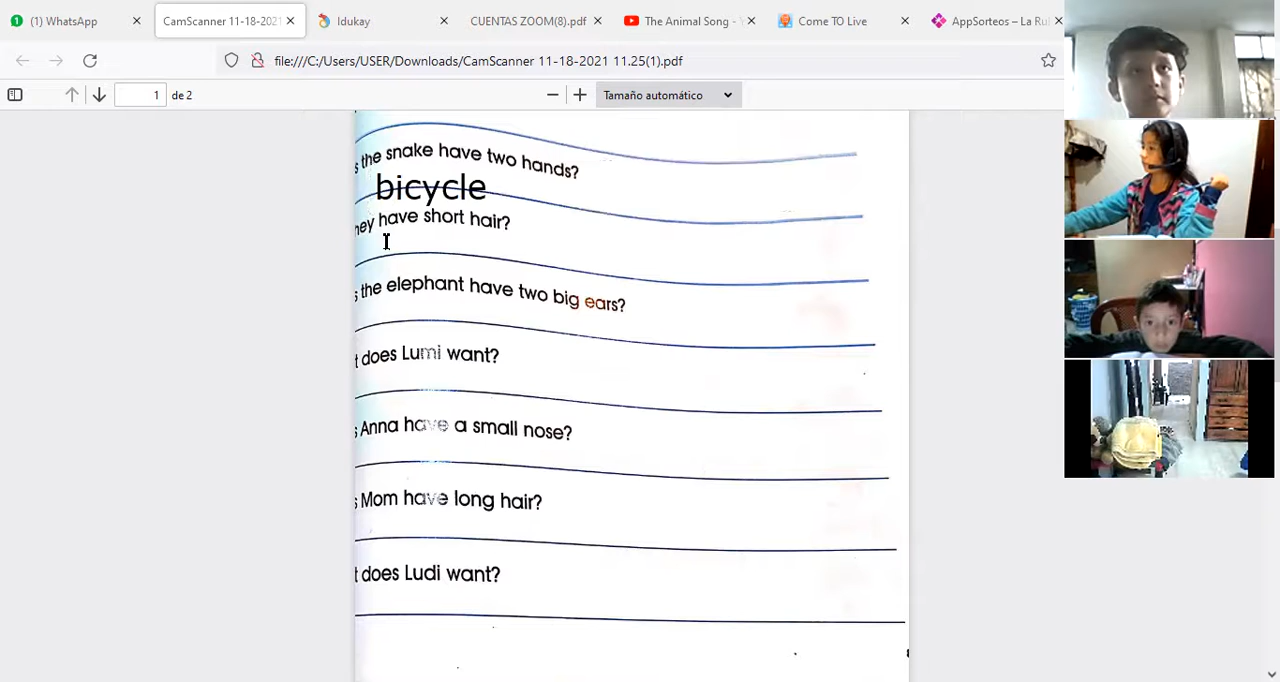 (1) WhatsApp
CamScanner 11-18-2021
Idukay
CUENTAS ZOOM(8).pdf
The Animal Song -
Come TO Live
AppSorteos – La Ru
file:///C:/Users/USER/Downloads/CamScanner 11-18-2021 11.25(1).pdf
1 de 2
Tamaño automático
s the snake have two hands?
bicycle
hey have short hair?
s the elephant have two big ears?
t does Lumi want?
s Anna have a small nose?
s Mom have long hair?
t does Ludi want?